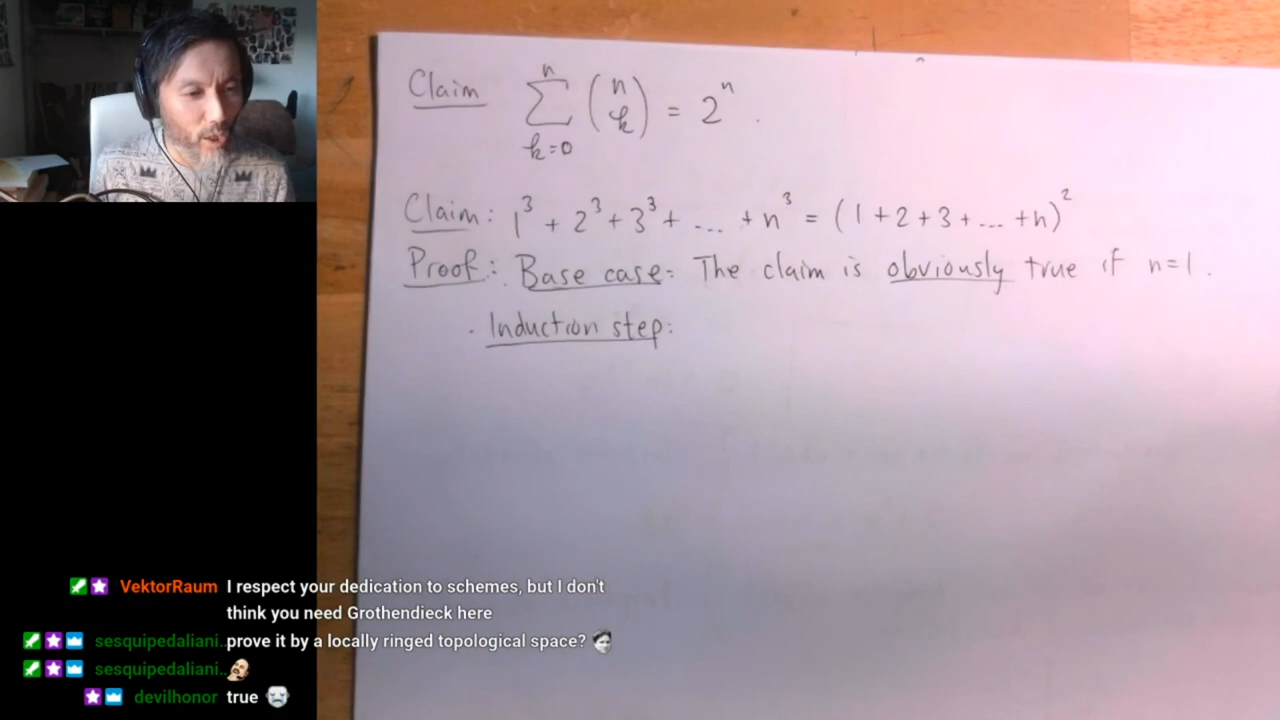 Claim \sum_{k=0}^{n} \binom{n}{k} = 2^n.
Claim: 1^3 + 2^3 + 3^3 + ... + n^3 = (1+2+3+...+n)^2
Proof: Base case: The claim is obviously true if n=1.
Induction step:
VektorRaum I respect your dedication to schemes, but I don't
think you need Grothendieck here
sesquipedaliani.. prove it by a locally ringed topological space?
sesquipedaliani..
devilhonor true